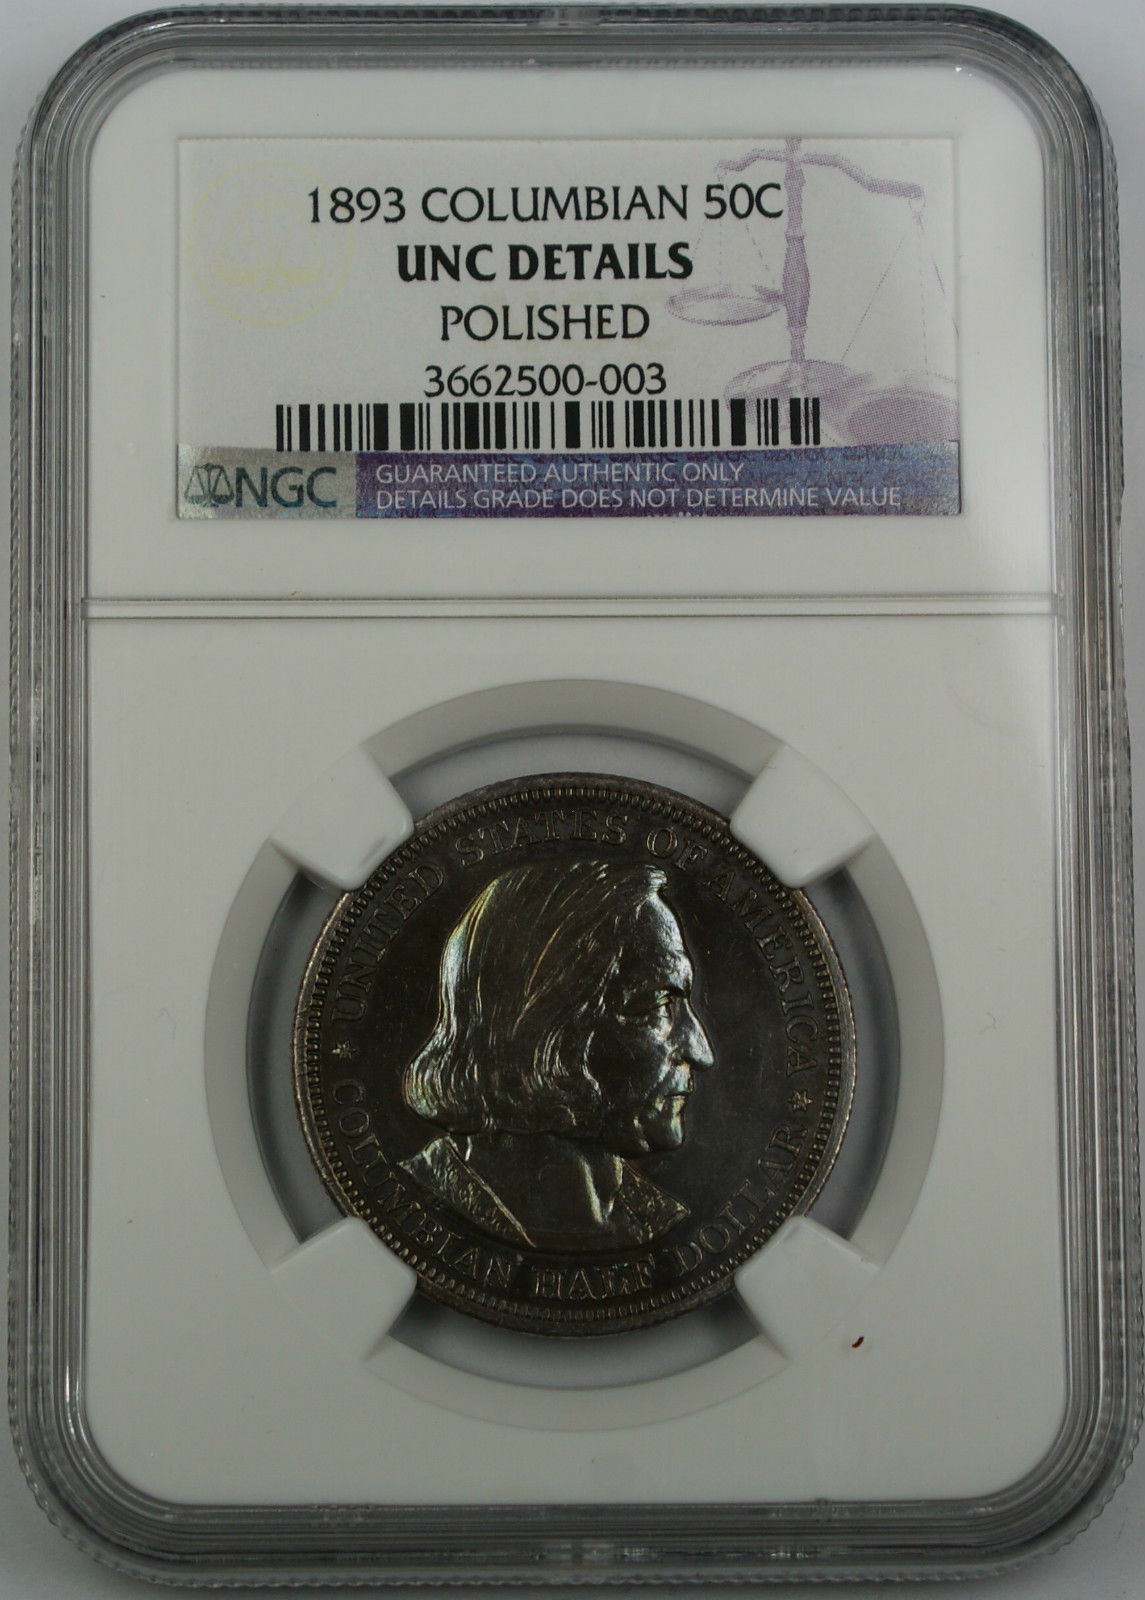 1893 COLUMBIAN 50C
UNC DETAILS
POLISHED
3662500-003
NGC
GUARANTEED AUTHENTIC ONLY
DETAILS GRADE DOES NOT DETERMINE VALUE
UNITED STATES OF AMERICA
COLUMBIAN HALF DOLLAR